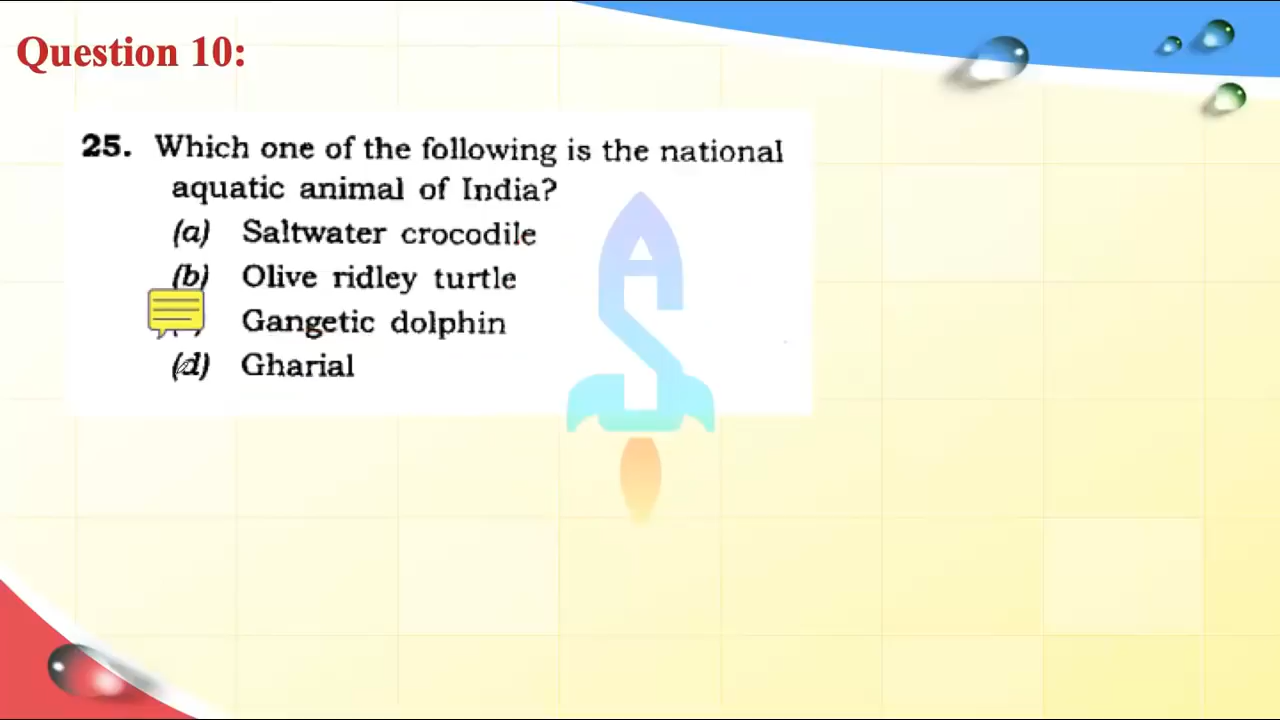 Question 10:
25. Which one of the following is the national
aquatic animal of India?
(a) Saltwater crocodile
(b) Olive ridley turtle
Gangetic dolphin
(d) Gharial